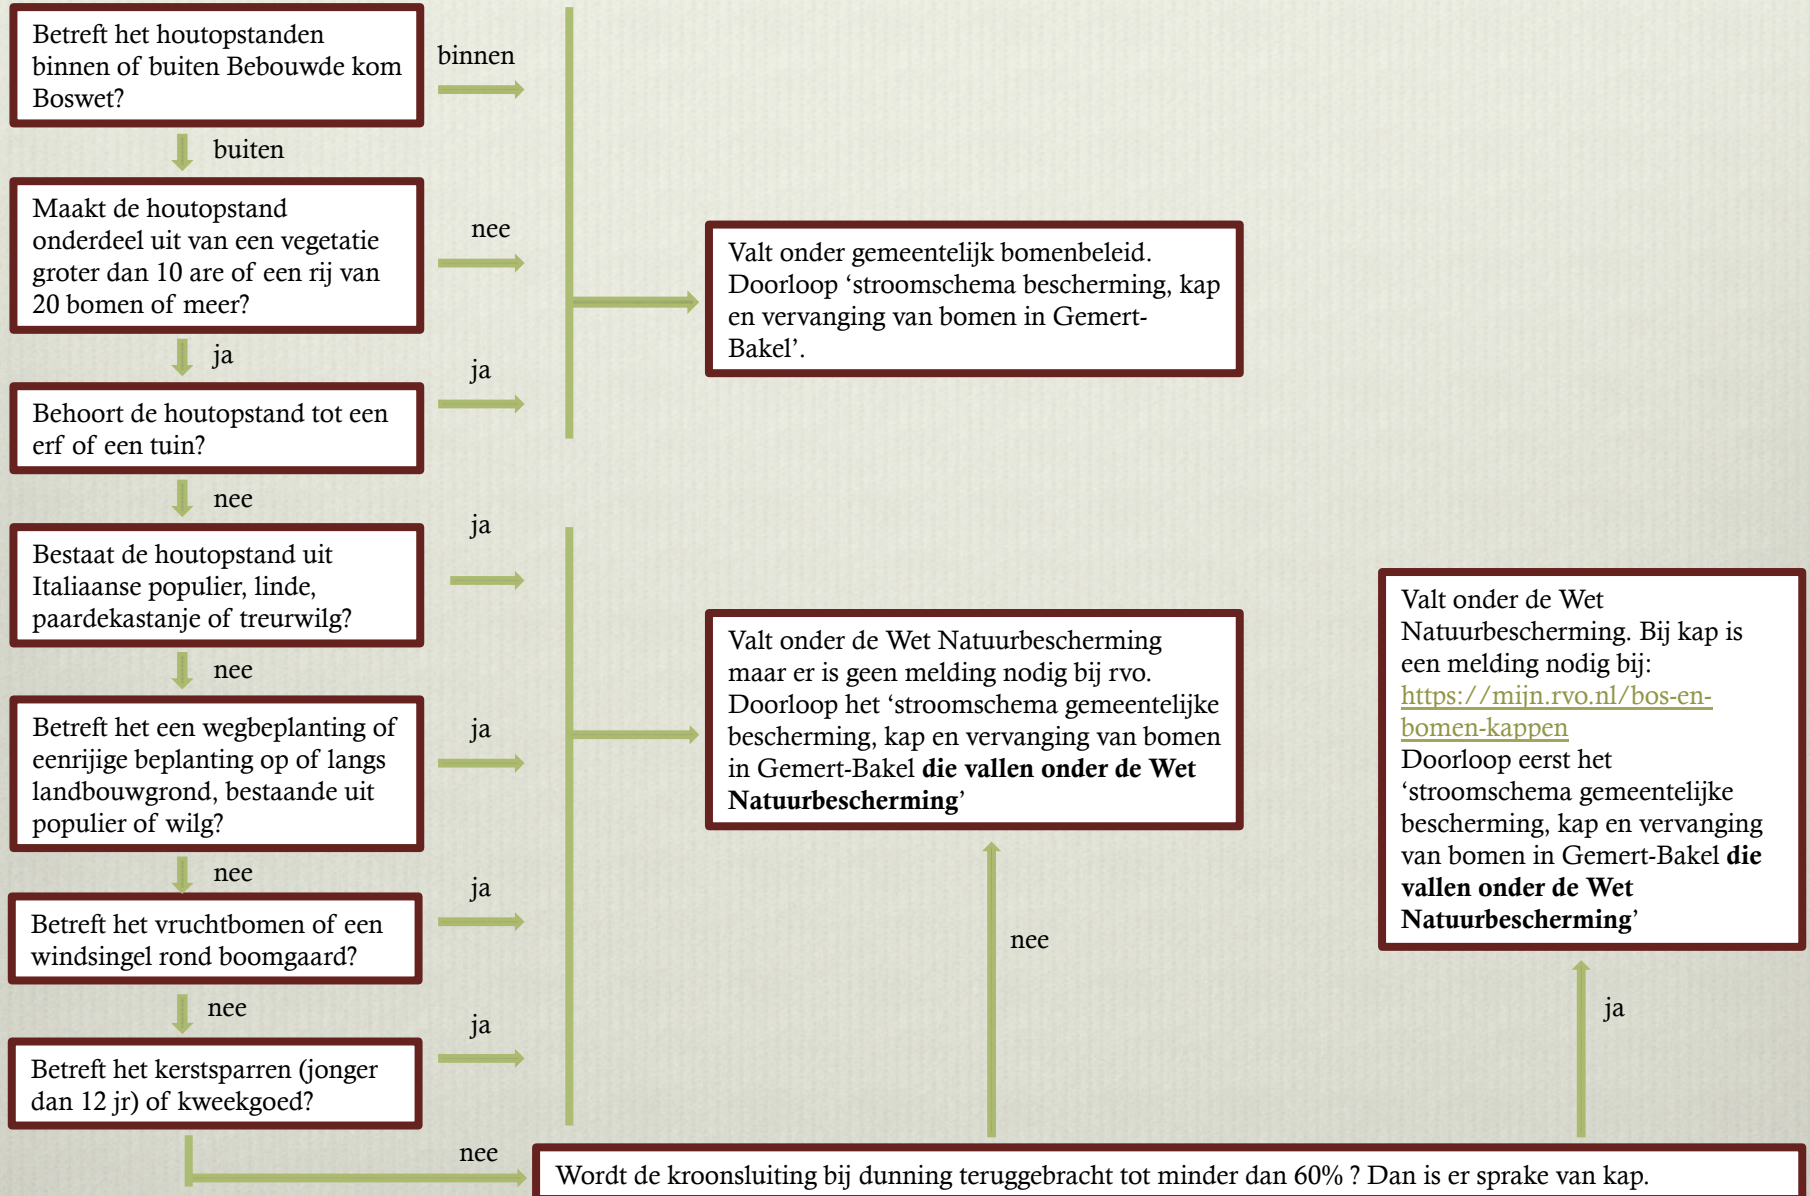 Betreft het houtopstanden
binnen of buiten Bebouwde kom
Boswet?
binnen
buiten
Maakt de houtopstand
onderdeel uit van een vegetatie
groter dan 10 are of een rij van
20 bomen of meer?
nee
ja
Behoort de houtopstand tot een
erf of een tuin?
ja
nee
Valt onder gemeentelijk bomenbeleid.
Doorloop ‘stroomschema bescherming, kap
en vervanging van bomen in Gemert-
Bakel’.
Bestaat de houtopstand uit
Italiaanse populier, linde,
paardekastanje of treurwilg?
ja
nee
Betreft het een wegbeplanting of
eenrijige beplanting op of langs
landbouwgrond, bestaande uit
populier of wilg?
ja
nee
Betreft het vruchtbomen of een
windsingel rond boomgaard?
ja
nee
Betreft het kerstsparren (jonger
dan 12 jr) of kweekgoed?
ja
nee
Valt onder de Wet Natuurbescherming
maar er is geen melding nodig bij rvo.
Doorloop het ‘stroomschema gemeentelijke
bescherming, kap en vervanging van bomen
in Gemert-Bakel die vallen onder de Wet
Natuurbescherming’
nee
Valt onder de Wet
Natuurbescherming. Bij kap is
een melding nodig bij:
https://mijn.rvo.nl/bos-en-
bomen-kappen
Doorloop eerst het
‘stroomschema gemeentelijke
bescherming, kap en vervanging
van bomen in Gemert-Bakel die
vallen onder de Wet
Natuurbescherming’
ja
Wordt de kroonsluiting bij dunning teruggebracht tot minder dan 60% ? Dan is er sprake van kap.